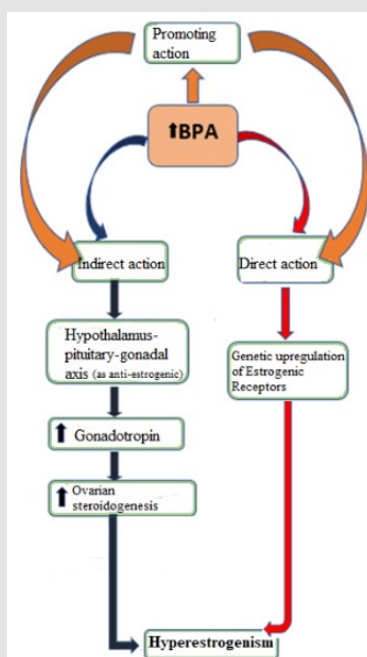 Promoting
action
⬆BPA
Indirect action
Direct action
Hypothalamus-
pituitary-gonadal
axis (as anti-estrogenic)
Genetic upregulation
of Estrogenic
Receptors
⬆ Gonadotropin
⬆ Ovarian
steroidogenesis
Hyperestrogenism